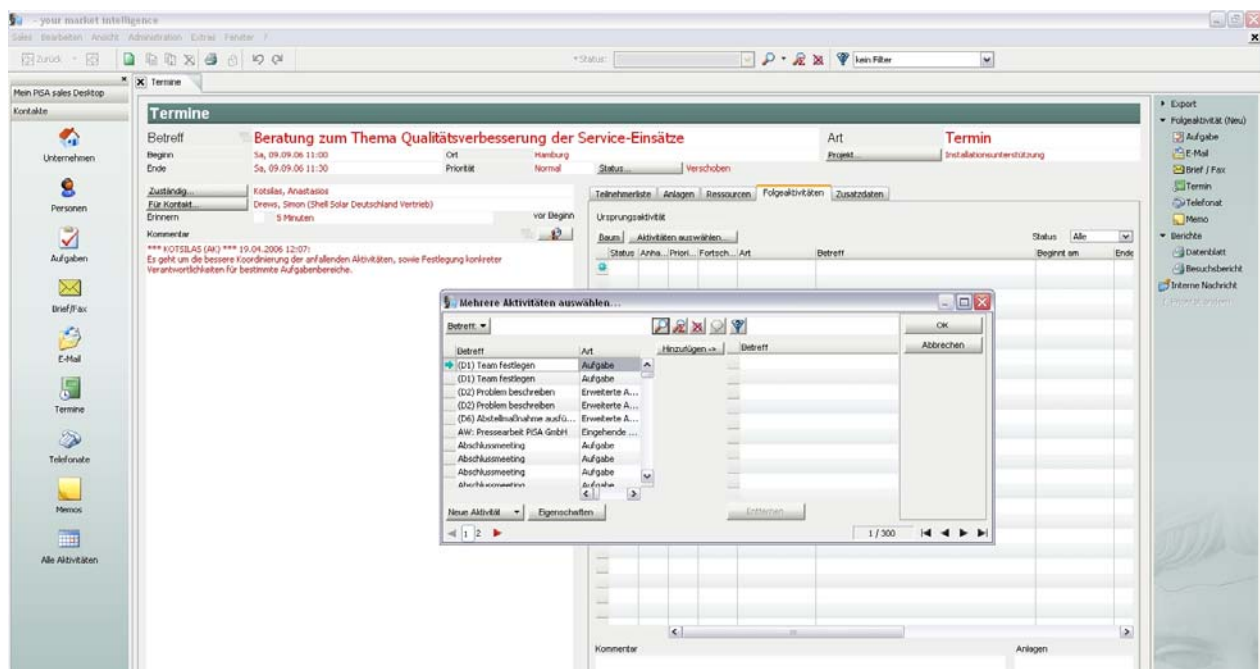 - your market intelligence
Sales Bearbeiten Ansicht Administration Extras Fenster ?
Zurück Status: kein Filter
Mein PiSA sales Desktop
Kontakte
Unternehmen
Personen
Aufgaben
Brief/Fax
E-Mail
Termine
Telefonate
Memos
Alle Aktivitäten
Termine
Termine
Betreff Beratung zum Thema Qualitätsverbesserung der Service-Einsätze Art Termin
Beginn Sa, 09.09.06 11:00 Ort Hamburg Projekt... Installationsunterstützung
Ende Sa, 09.09.06 11:30 Priorität Normal Status... Verschoben
Zuständig... Kotsilas, Anastasios
Für Kontakt... Drews, Simon (Shell Solar Deutschland Vertrieb)
Erinnern 5 Minuten vor Beginn
Kommentar
*** KOTSILAS (AK) *** 19.04.2006 12:07:
Es geht um die bessere Koordinierung der anfallenden Aktivitäten, sowie Festlegung konkreter
Verantwortlichkeiten für bestimmte Aufgabenbereiche.
Teilnehmerliste Anlagen Ressourcen Folgeaktivitäten Zusatzdaten
Ursprungsaktivität
Baum Aktivitäten auswählen... Status Alle
Status Anha... Priori... Fortsch... Art Betreff Beginnt am Ende
Mehrere Aktivitäten auswählen...
Betreff: OK
Hinzufügen -> Betreff Abbrechen
Betreff Art
(D1) Team festlegen Aufgabe
(D1) Team festlegen Aufgabe
(D2) Problem beschreiben Erweiterte A...
(D2) Problem beschreiben Erweiterte A...
(D6) Abstellmaßnahme ausfü... Erweiterte A...
AW: Pressearbeit PiSA GmbH Eingehende ...
Abschlussmeeting Aufgabe
Abschlussmeeting Aufgabe
Abschlussmeeting Aufgabe
Abschlussmeeting Aufgabe
Neue Aktivität Eigenschaften Entfernen
1 2 1 / 300
Kommentar Anlagen
Export
Folgeaktivität (Neu)
Aufgabe
E-Mail
Brief / Fax
Termin
Telefonat
Memo
Berichte
Datenblatt
Besuchsbericht
Interne Nachricht